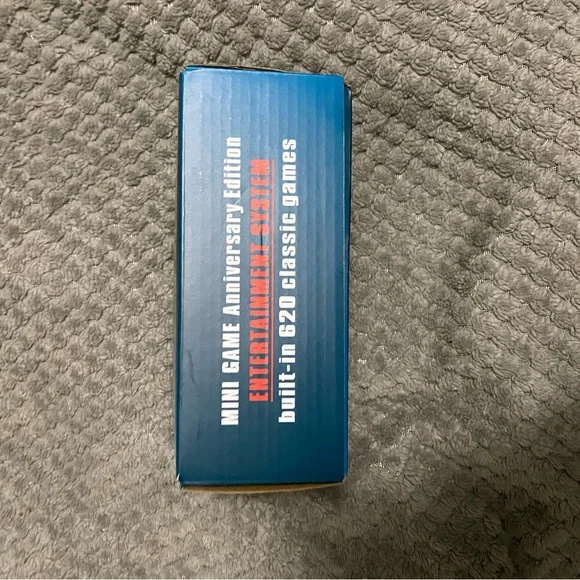 MINI GAME Anniversary Edition
ENTERTAINMENT SYSTEM
built-in 620 classic games